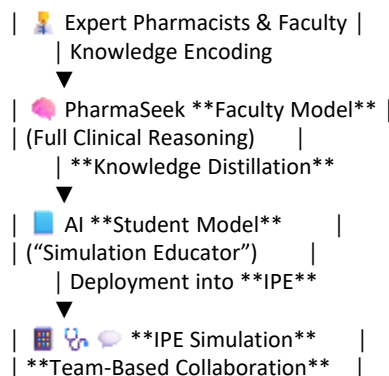 | 👨‍🔬 Expert Pharmacists & Faculty |
| Knowledge Encoding
▼
| 🧠 PharmaSeek **Faculty Model** |
| (Full Clinical Reasoning) |
| **Knowledge Distillation**
▼
| 📘 AI **Student Model** |
| (“Simulation Educator”) |
| Deployment into **IPE**
▼
| 🏥 🩺 💬 **IPE Simulation** |
| **Team-Based Collaboration** |